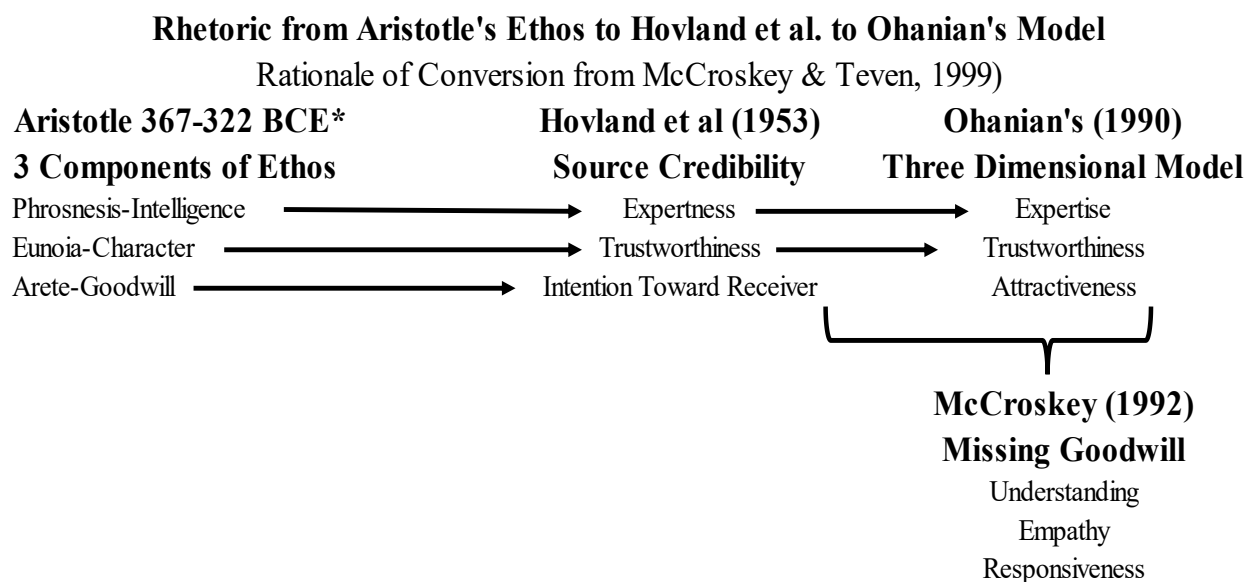 Rhetoric from Aristotle's Ethos to Hovland et al. to Ohanian's Model
Rationale of Conversion from McCroskey & Teven, 1999)
Aristotle 367-322 BCE* Hovland et al (1953) Ohanian's (1990)
3 Components of Ethos Source Credibility Three Dimensional Model
Phrosnesis-Intelligence Expertness Expertise
Eunoia-Character Trustworthiness Trustworthiness
Arete-Goodwill Intention Toward Receiver Attractiveness
McCroskey (1992)
Missing Goodwill
Understanding
Empathy
Responsiveness